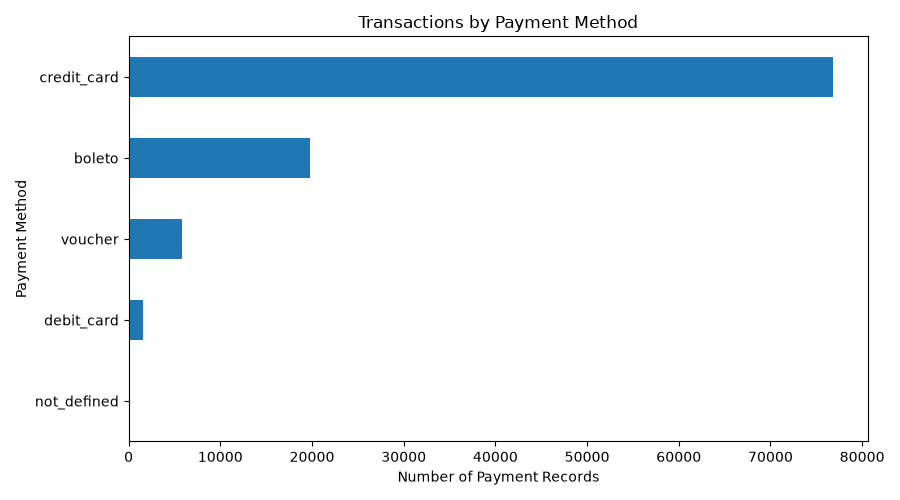 Transactions by Payment Method
credit_card
boleto
voucher
debit_card
not_defined
Payment Method
0 10000 20000 30000 40000 50000 60000 70000 80000
Number of Payment Records